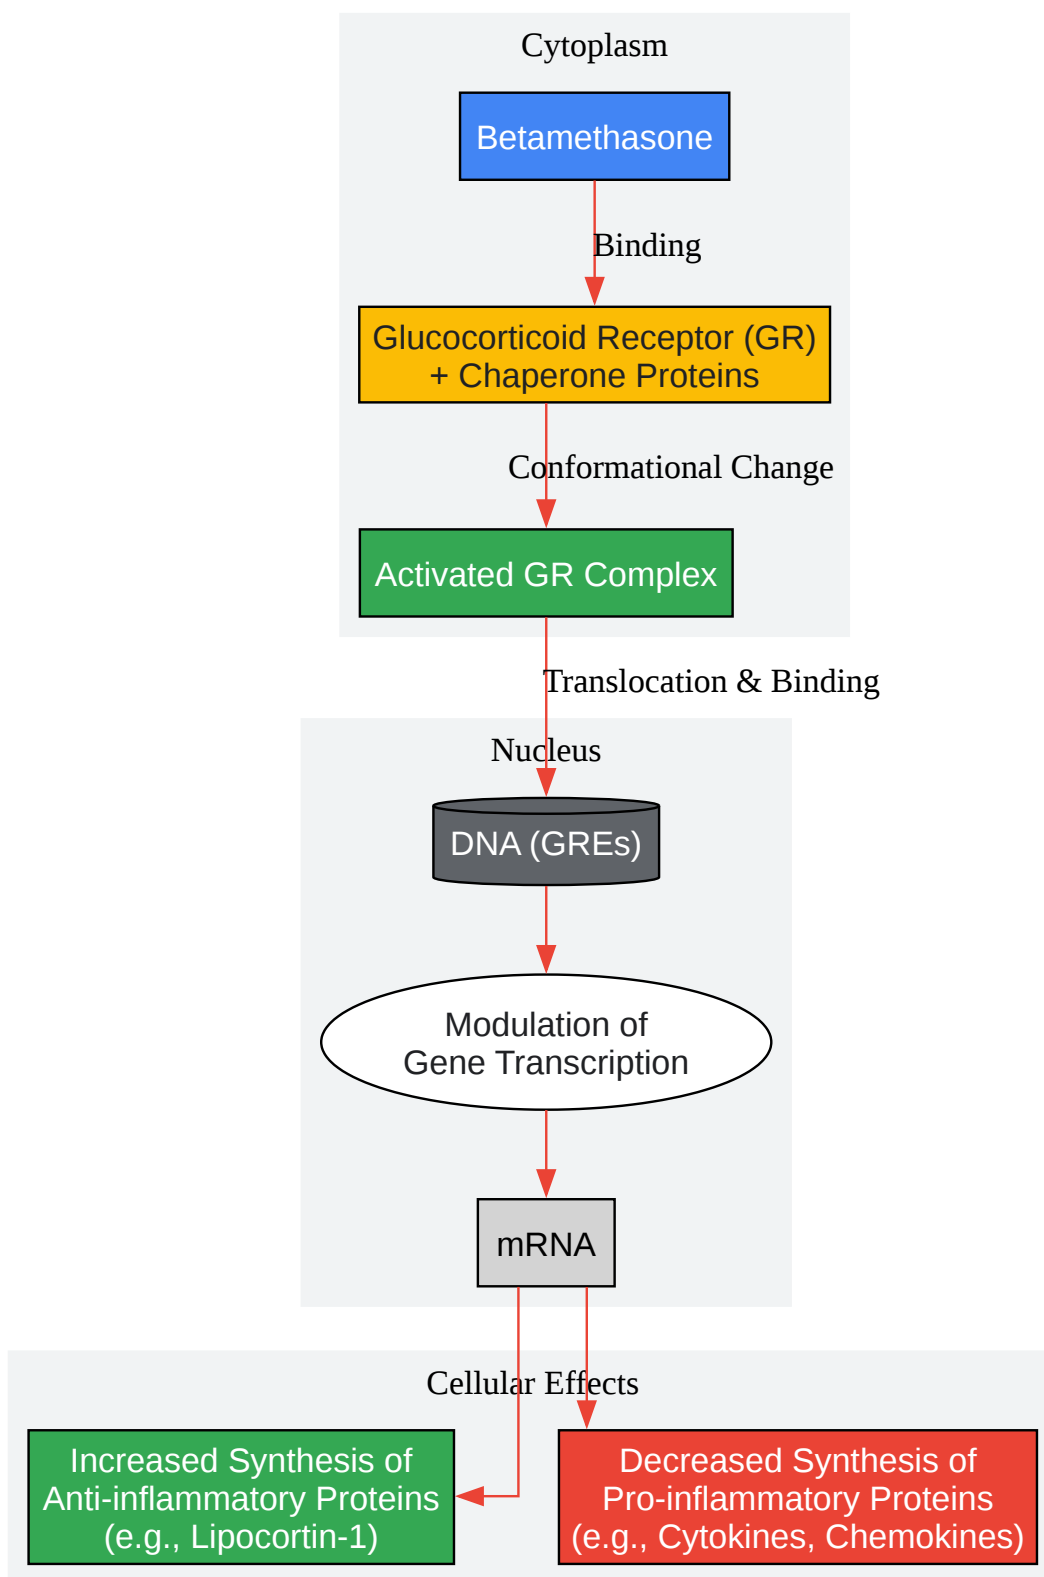 Cytoplasm
Betamethasone
Binding
Glucocorticoid Receptor (GR)
+ Chaperone Proteins
Conformational Change
Activated GR Complex
Translocation & Binding
Nucleus
DNA (GREs)
Modulation of
Gene Transcription
mRNA
Cellular Effects
Increased Synthesis of
Anti-inflammatory Proteins
(e.g., Lipocortin-1)
Decreased Synthesis of
Pro-inflammatory Proteins
(e.g., Cytokines, Chemokines)